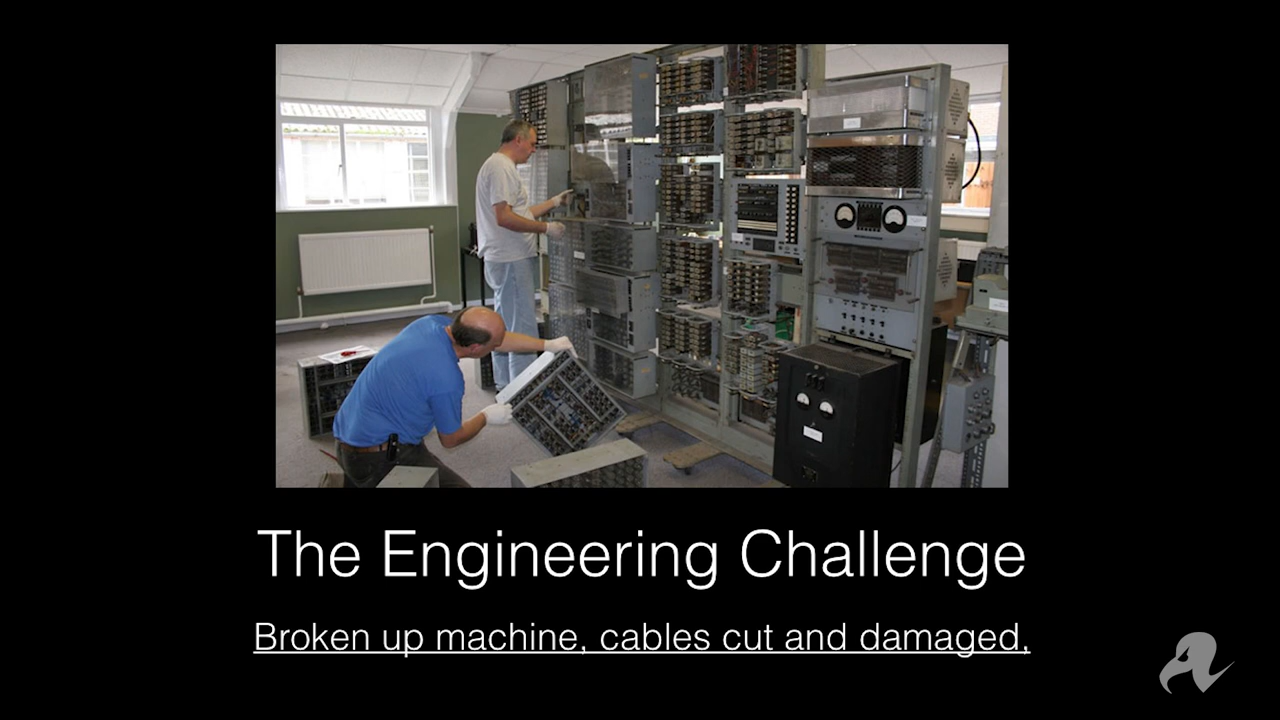 The Engineering Challenge
Broken up machine, cables cut and damaged,